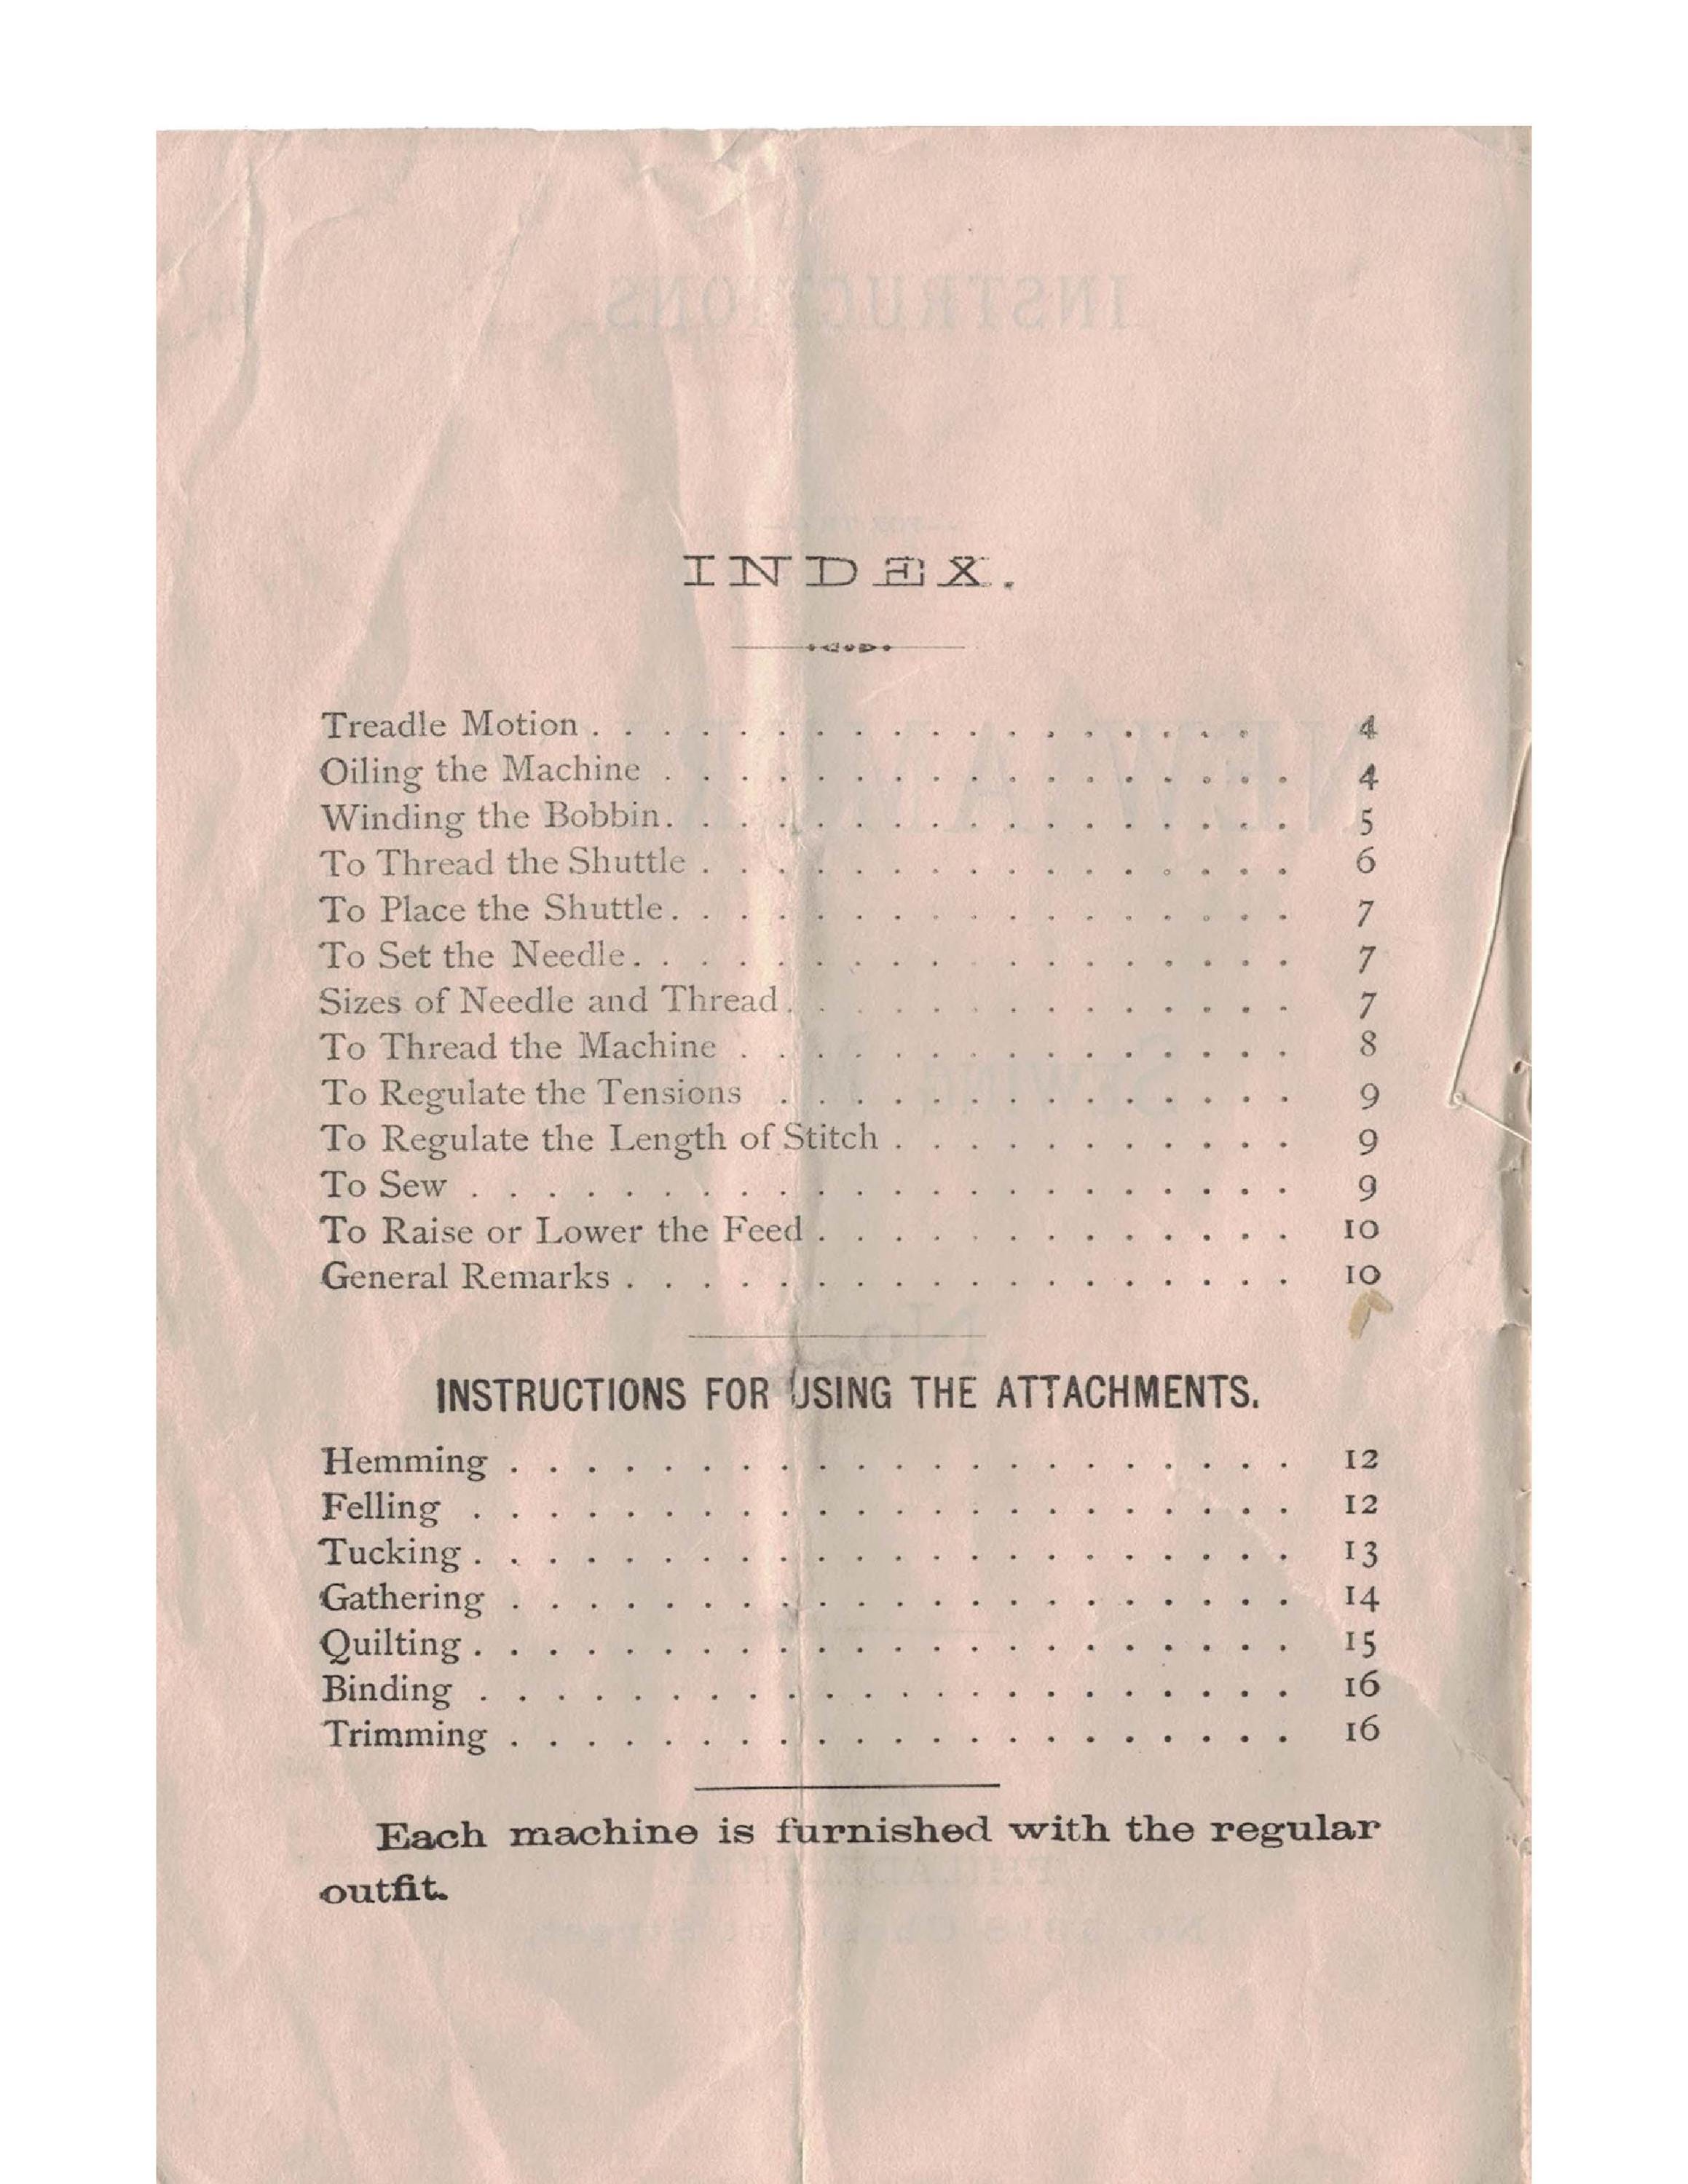 INDEX.
Treadle Motion . . . . . . . . . . . . . . . . . . 4
Oiling the Machine . . . . . . . . . . . . . . . . . 4
Winding the Bobbin . . . . . . . . . . . . . . . . . 5
To Thread the Shuttle . . . . . . . . . . . . . . . . 6
To Place the Shuttle . . . . . . . . . . . . . . . . . 7
To Set the Needle . . . . . . . . . . . . . . . . . 7
Sizes of Needle and Thread . . . . . . . . . . . . . . 7
To Thread the Machine . . . . . . . . . . . . . . . 8
To Regulate the Tensions . . . . . . . . . . . . . . 9
To Regulate the Length of Stitch . . . . . . . . . . . 9
To Sew . . . . . . . . . . . . . . . . . . . . . . 9
To Raise or Lower the Feed . . . . . . . . . . . . . 10
General Remarks . . . . . . . . . . . . . . . . . . 10
INSTRUCTIONS FOR USING THE ATTACHMENTS.
Hemming . . . . . . . . . . . . . . . . . . . . . 12
Felling . . . . . . . . . . . . . . . . . . . . . . 12
Tucking . . . . . . . . . . . . . . . . . . . . . . 13
Gathering . . . . . . . . . . . . . . . . . . . . . 14
Quilting . . . . . . . . . . . . . . . . . . . . . . 15
Binding . . . . . . . . . . . . . . . . . . . . . . 16
Trimming . . . . . . . . . . . . . . . . . . . . . 16
Each machine is furnished with the regular
outfit.